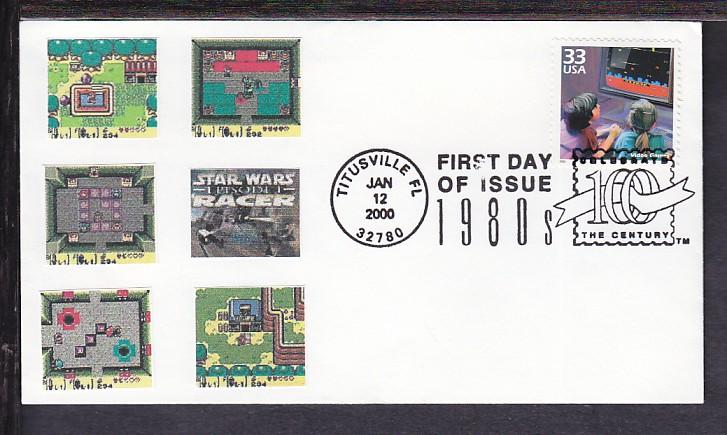 STAR WARS
EPISODE I
RACER
33
USA
Video Games
TITUSVILLE FL
JAN
12
2000
32780
FIRST DAY
OF ISSUE
1980s
CELEBRATE
100
THE CENTURY
TM